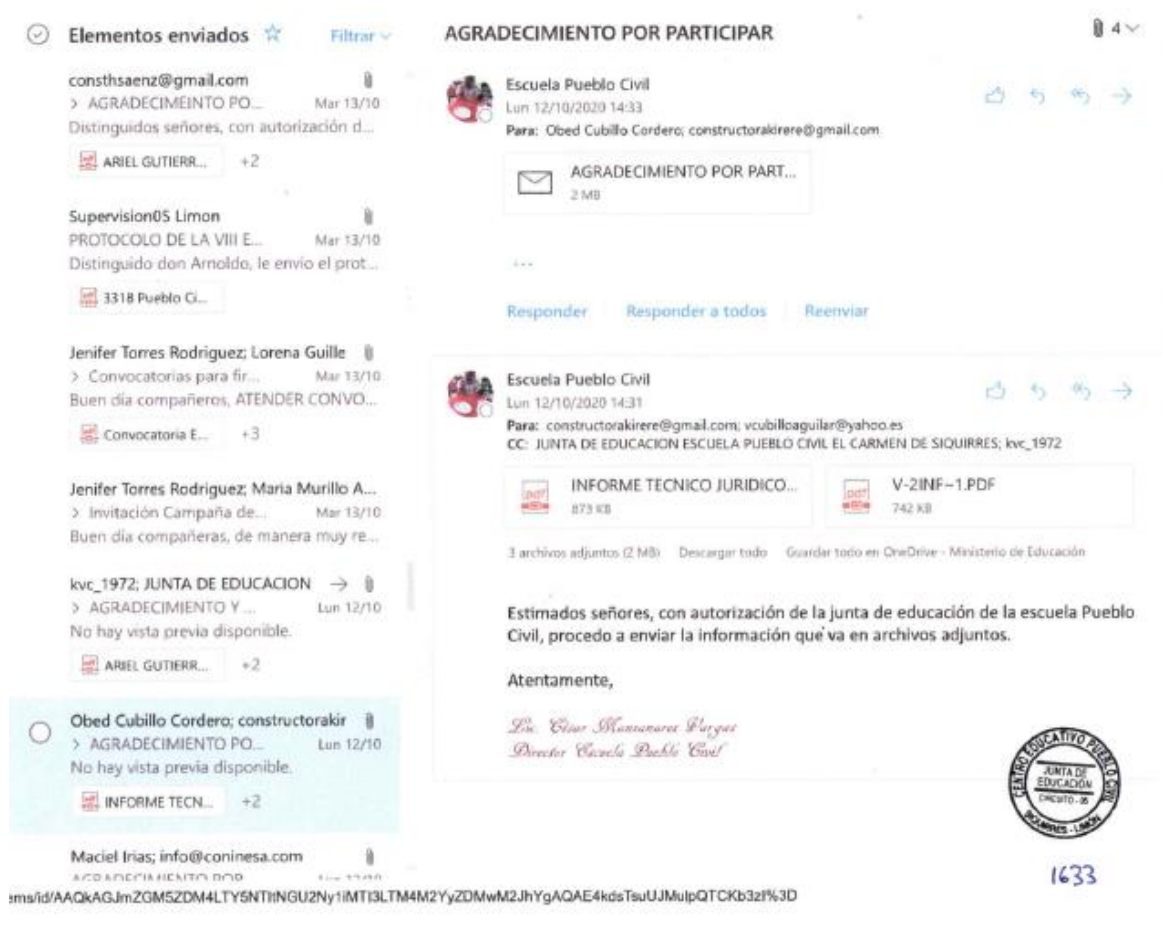 Elementos enviados
Filtrar
consthsaenz@gmail.com
> AGRADECIMEINTO PO... Mar 13/10
Distinguidos señores, con autorización d...
ARIEL GUTIERR... +2
Supervision05 Limon
PROTOCOLO DE LA VIII E... Mar 13/10
Distinguido don Arnoldo, le envio el prot...
3318 Pueblo Ci...
Jenifer Torres Rodriguez; Lorena Guille
> Convocatorias para fir... Mar 13/10
Buen día compañeros, ATENDER CONVO...
Convocatoria E... +3
Jenifer Torres Rodriguez; Maria Murillo A...
> Invitación Campaña de... Mar 13/10
Buen día compañeras, de manera muy re...
kvc_1972; JUNTA DE EDUCACION
> AGRADECIMIENTO Y ... Lun 12/10
No hay vista previa disponible.
ARIEL GUTIERR... +2
Obed Cubillo Cordero; constructorakir
> AGRADECIMIENTO PO... Lun 12/10
No hay vista previa disponible.
INFORME TECN... +2
Maciel Irias; info@coninesa.com
AGRADECIMIENTO POR Lun 12/10
AGRADECIMIENTO POR PARTICIPAR
4
Escuela Pueblo Civil
Lun 12/10/2020 14:33
Para: Obed Cubillo Cordero; constructorakirere@gmail.com
AGRADECIMIENTO POR PART...
2 MB
...
Responder Responder a todos Reenviar
Escuela Pueblo Civil
Lun 12/10/2020 14:31
Para: constructorakirere@gmail.com; vcubilloaguilar@yahoo.es
CC: JUNTA DE EDUCACION ESCUELA PUEBLO CIVIL EL CARMEN DE SIQUIRRES; kvc_1972
INFORME TECNICO JURIDICO...
873 KB
V-2INF~1.PDF
742 KB
3 archivos adjuntos (2 MB) Descargar todo Guardar todo en OneDrive - Ministerio de Educación
Estimados señores, con autorización de la junta de educación de la escuela Pueblo
Civil, procedo a enviar la información que va en archivos adjuntos.
Atentamente,
Lic. César Manzanares Vargas
Director Escuela Pueblo Civil
CENTRO EDUCATIVO PUEBLO CIVIL
JUNTA DE
EDUCACIÓN
CIRCUITO - 05
SIQUIRRES - LIMÓN
1633